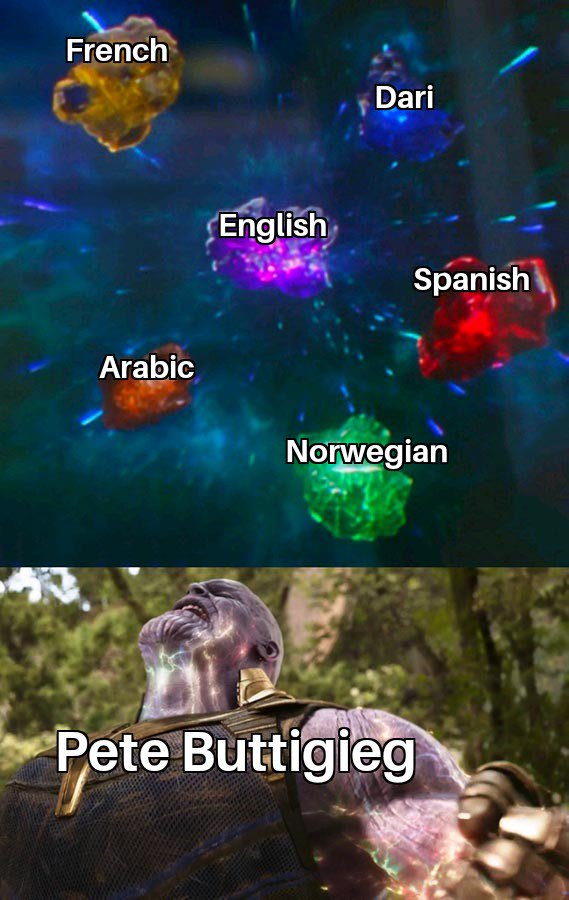 French
Dari
English
Spanish
Arabic
Norwegian
Pete Buttigieg